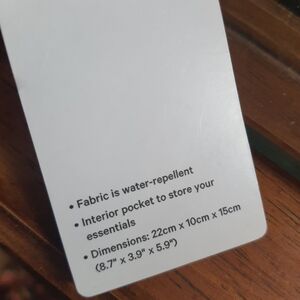 • Fabric is water-repellent
• Interior pocket to store your
essentials
• Dimensions: 22cm x 10cm x 15cm
(8.7" x 3.9" x 5.9")